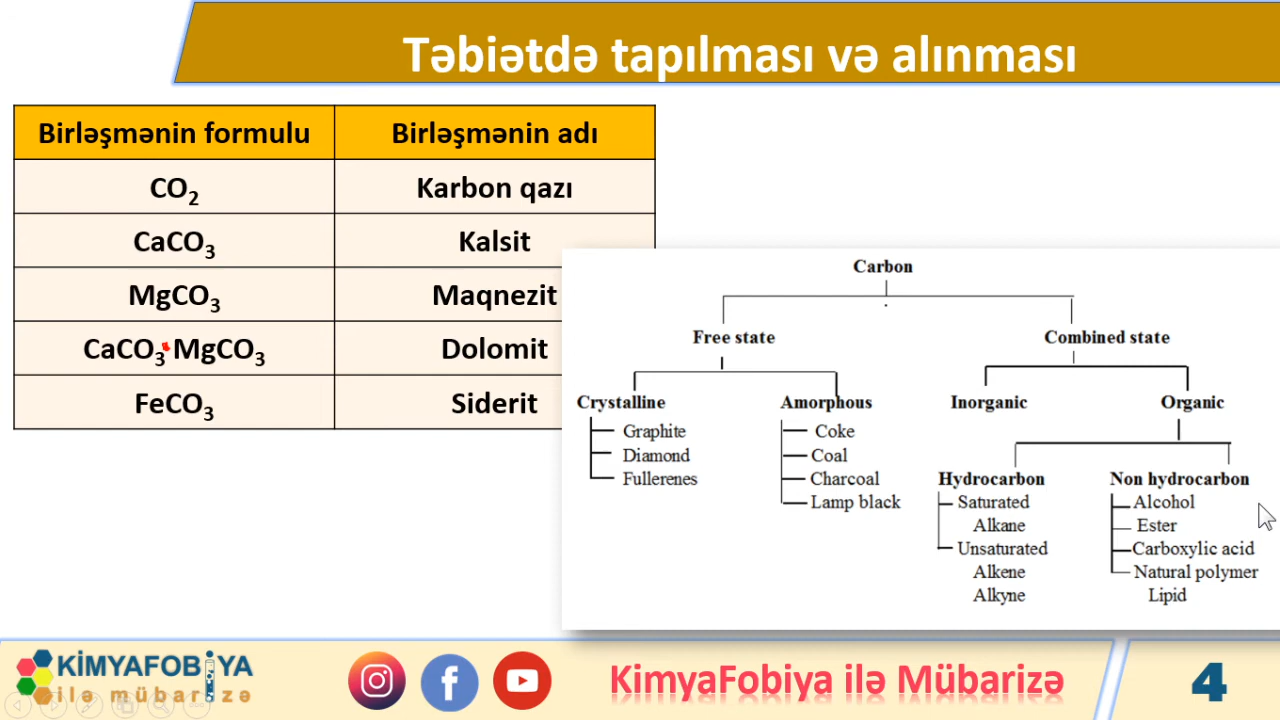 Təbiətdə tapılması və alınması
Birləşmənin formulu Birləşmənin adı
CO₂ Karbon qazı
CaCO₃ Kalsit
MgCO₃ Maqnezit
CaCO₃·MgCO₃ Dolomit
FeCO₃ Siderit
Carbon
Free state Combined state
Crystalline Amorphous Inorganic Organic
Graphite Coke
Diamond Coal
Fullerenes Charcoal Hydrocarbon Non hydrocarbon
Lamp black Saturated Alcohol
Alkane Ester
Unsaturated Carboxylic acid
Alkene Natural polymer
Alkyne Lipid
KİMYAFOBİYA
ilə mübarizə
KimyaFobiya ilə Mübarizə
4